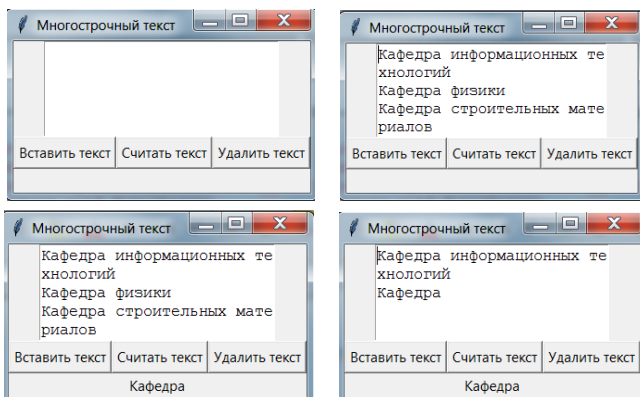 Многострочный текст
Вставить текст Считать текст Удалить текст
Многострочный текст
Кафедра информационных те
хнологий
Кафедра физики
Кафедра строительных мате
риалов
Вставить текст Считать текст Удалить текст
Многострочный текст
Кафедра информационных те
хнологий
Кафедра физики
Кафедра строительных мате
риалов
Вставить текст Считать текст Удалить текст
Кафедра
Многострочный текст
Кафедра информационных те
хнологий
Кафедра
Вставить текст Считать текст Удалить текст
Кафедра